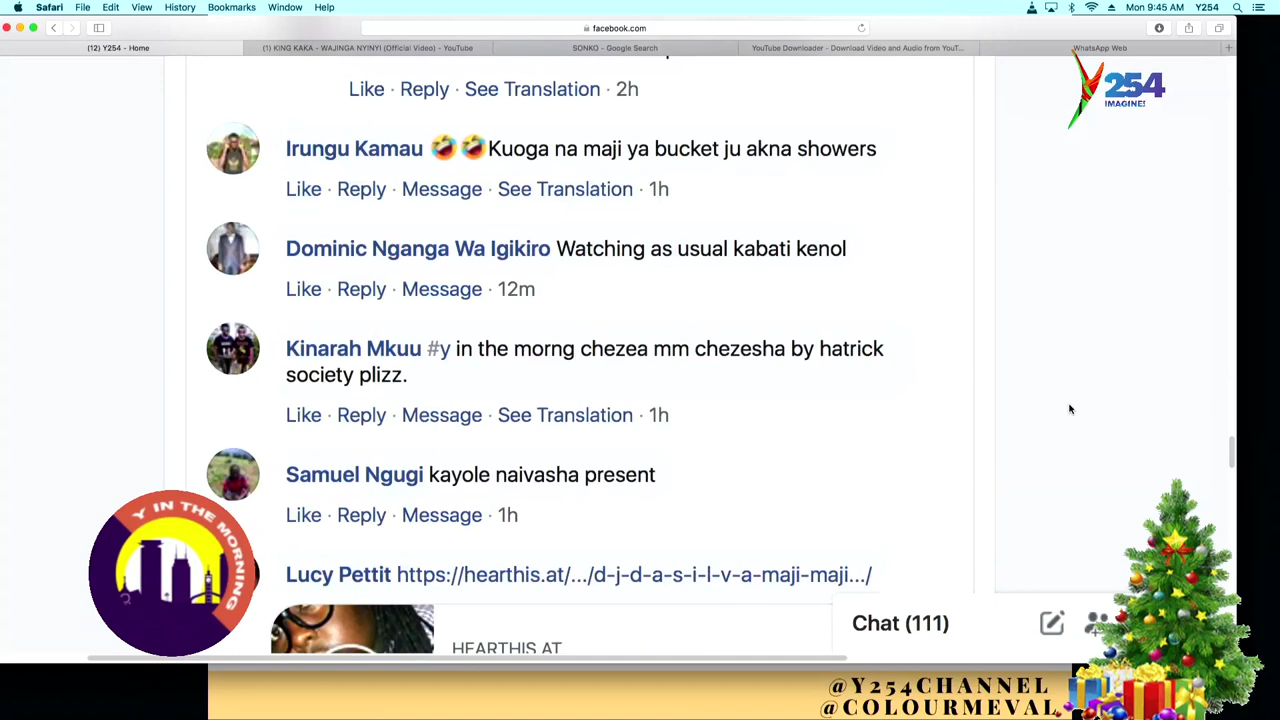 Safari File Edit View History Bookmarks Window Help Mon 9:45 AM Y254
facebook.com
(12) Y254 - Home (1) KING KAKA - WAJINGA NYINYI (Official Video) - YouTube SONKO - Google Search YouTube Downloader - Download Video and Audio from YouT... WhatsApp Web
Y254
IMAGINE!
Like · Reply · See Translation · 2h
Irungu Kamau 🤣🤣Kuoga na maji ya bucket ju akna showers
Like · Reply · Message · See Translation · 1h
Dominic Nganga Wa Igikiro Watching as usual kabati kenol
Like · Reply · Message · 12m
Kinarah Mkuu #y in the morng chezea mm chezesha by hatrick
society plizz.
Like · Reply · Message · See Translation · 1h
Samuel Ngugi kayole naivasha present
Like · Reply · Message · 1h
Y IN THE MORNING
Lucy Pettit https://hearthis.at/.../d-j-d-a-s-i-l-v-a-maji-maji.../
HEARTHIS.AT
Chat (111)
@Y254CHANNEL
@COLOURMEVAL